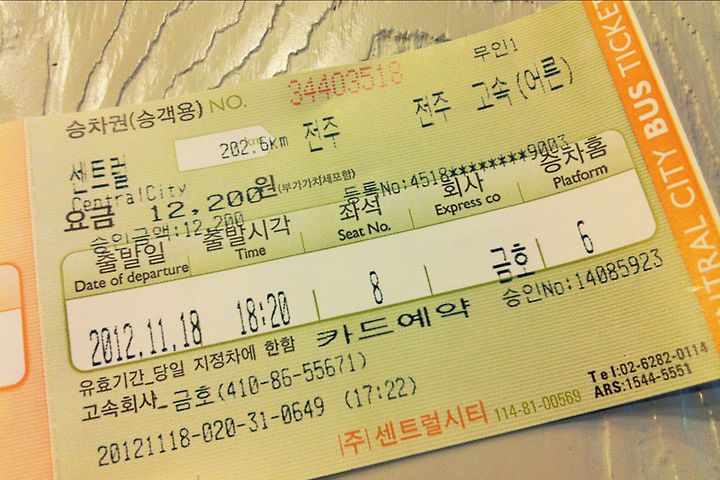 무인1
승차권(승객용) NO. 34403518
센트럴 202.6km 전주 전주 고속(어른)
CentralCity
요금 12,200원(부가가치세포함) 등록No:4518********9003
승인금액:12,200
출발일 출발시각 좌석 회사 승차홈
Date of departure Time Seat No. Express co Platform
2012.11.18 18:20 8 금호 6
카드예약 승인No:14085923
유효기간_당일 지정차에 한함
고속회사_금호(410-86-55671)
20121118-020-31-0649 (17:22)
(주)센트럴시티 114-81-00569
Tel:02-6282-0114
ARS:1544-5551
NTRAL CITY BUS TICKET